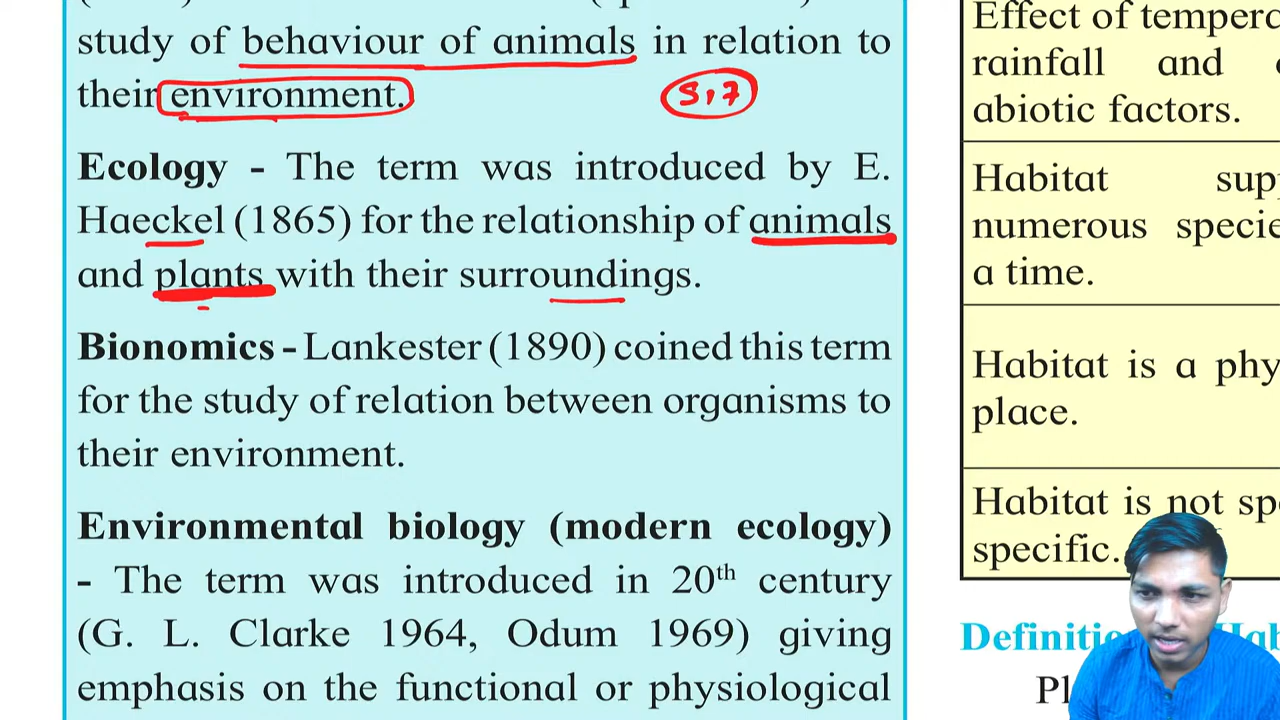 study of behaviour of animals in relation to
their environment.
5,7
Ecology - The term was introduced by E.
Haeckel (1865) for the relationship of animals
and plants with their surroundings.
Bionomics - Lankester (1890) coined this term
for the study of relation between organisms to
their environment.
Environmental biology (modern ecology)
- The term was introduced in 20th century
(G. L. Clarke 1964, Odum 1969) giving
emphasis on the functional or physiological
Effect of
rainfall and
abiotic factors.
Habitat
numerous
a time.
Habitat is a
place.
Habitat is not
specific.